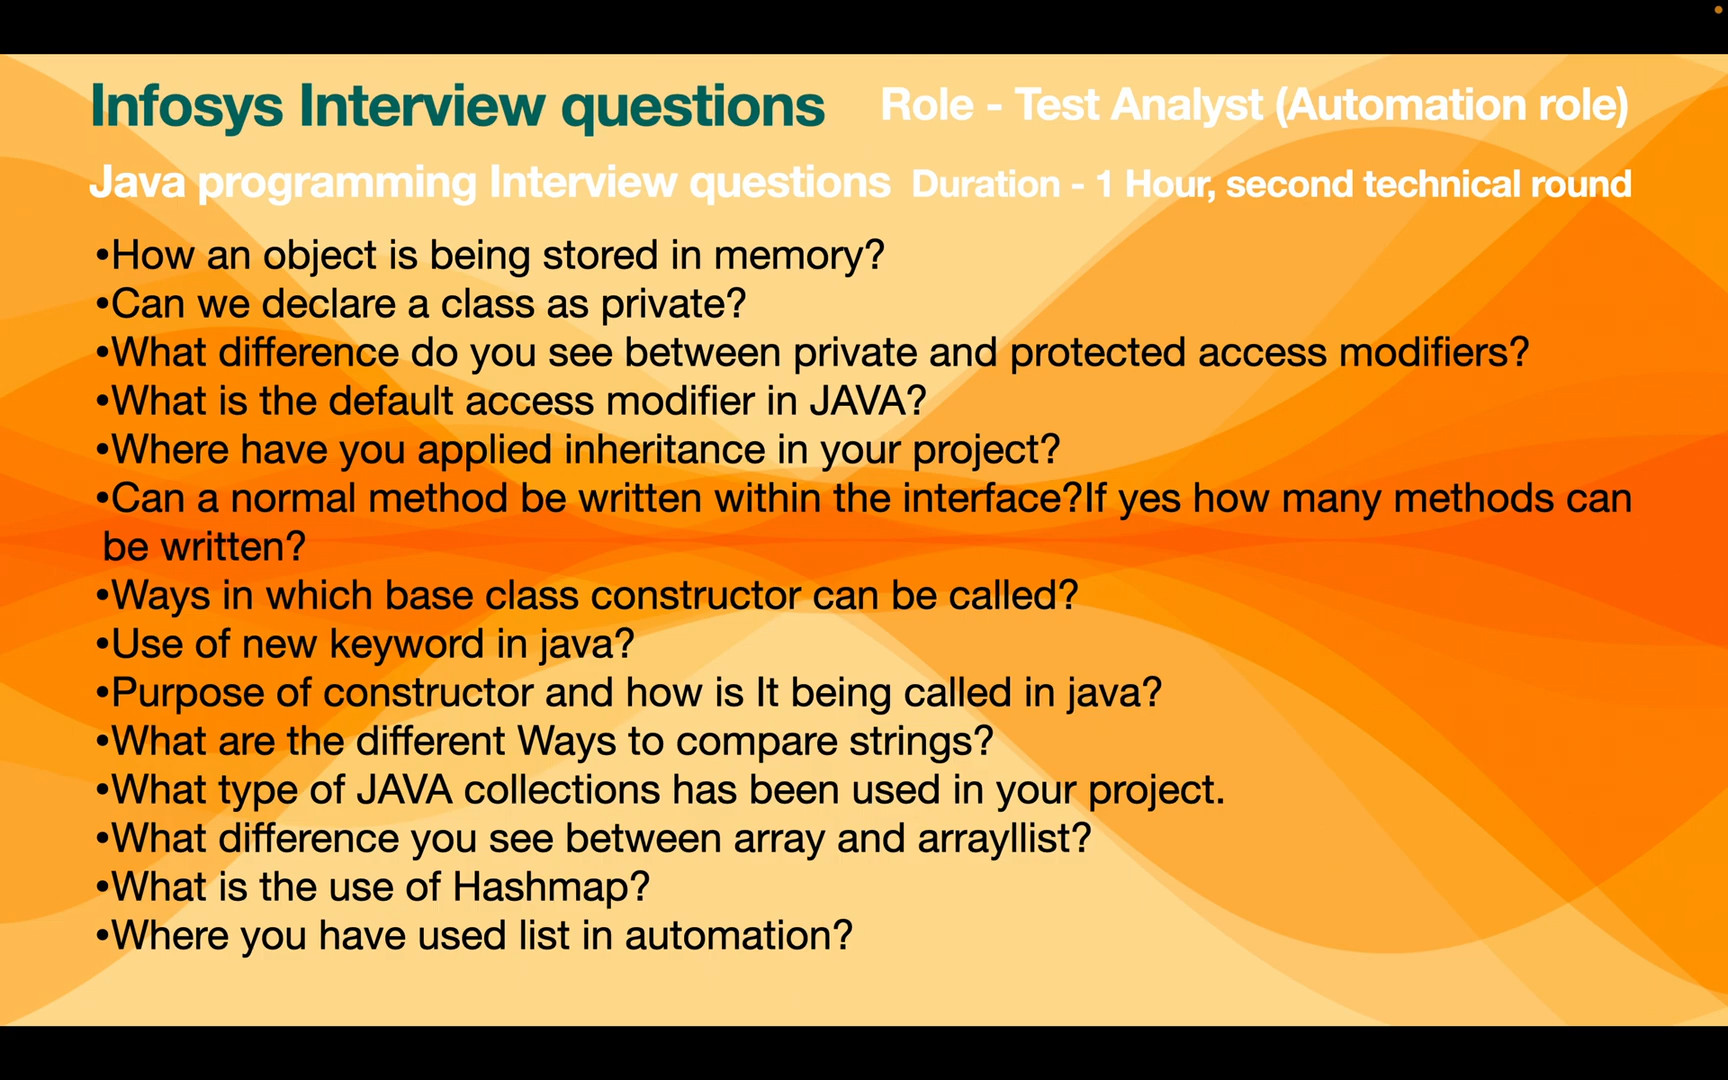 Infosys Interview questions Role - Test Analyst (Automation role)
Java programming Interview questions Duration - 1 Hour, second technical round
•How an object is being stored in memory?
•Can we declare a class as private?
•What difference do you see between private and protected access modifiers?
•What is the default access modifier in JAVA?
•Where have you applied inheritance in your project?
•Can a normal method be written within the interface?If yes how many methods can
be written?
•Ways in which base class constructor can be called?
•Use of new keyword in java?
•Purpose of constructor and how is It being called in java?
•What are the different Ways to compare strings?
•What type of JAVA collections has been used in your project.
•What difference you see between array and arrayllist?
•What is the use of Hashmap?
•Where you have used list in automation?